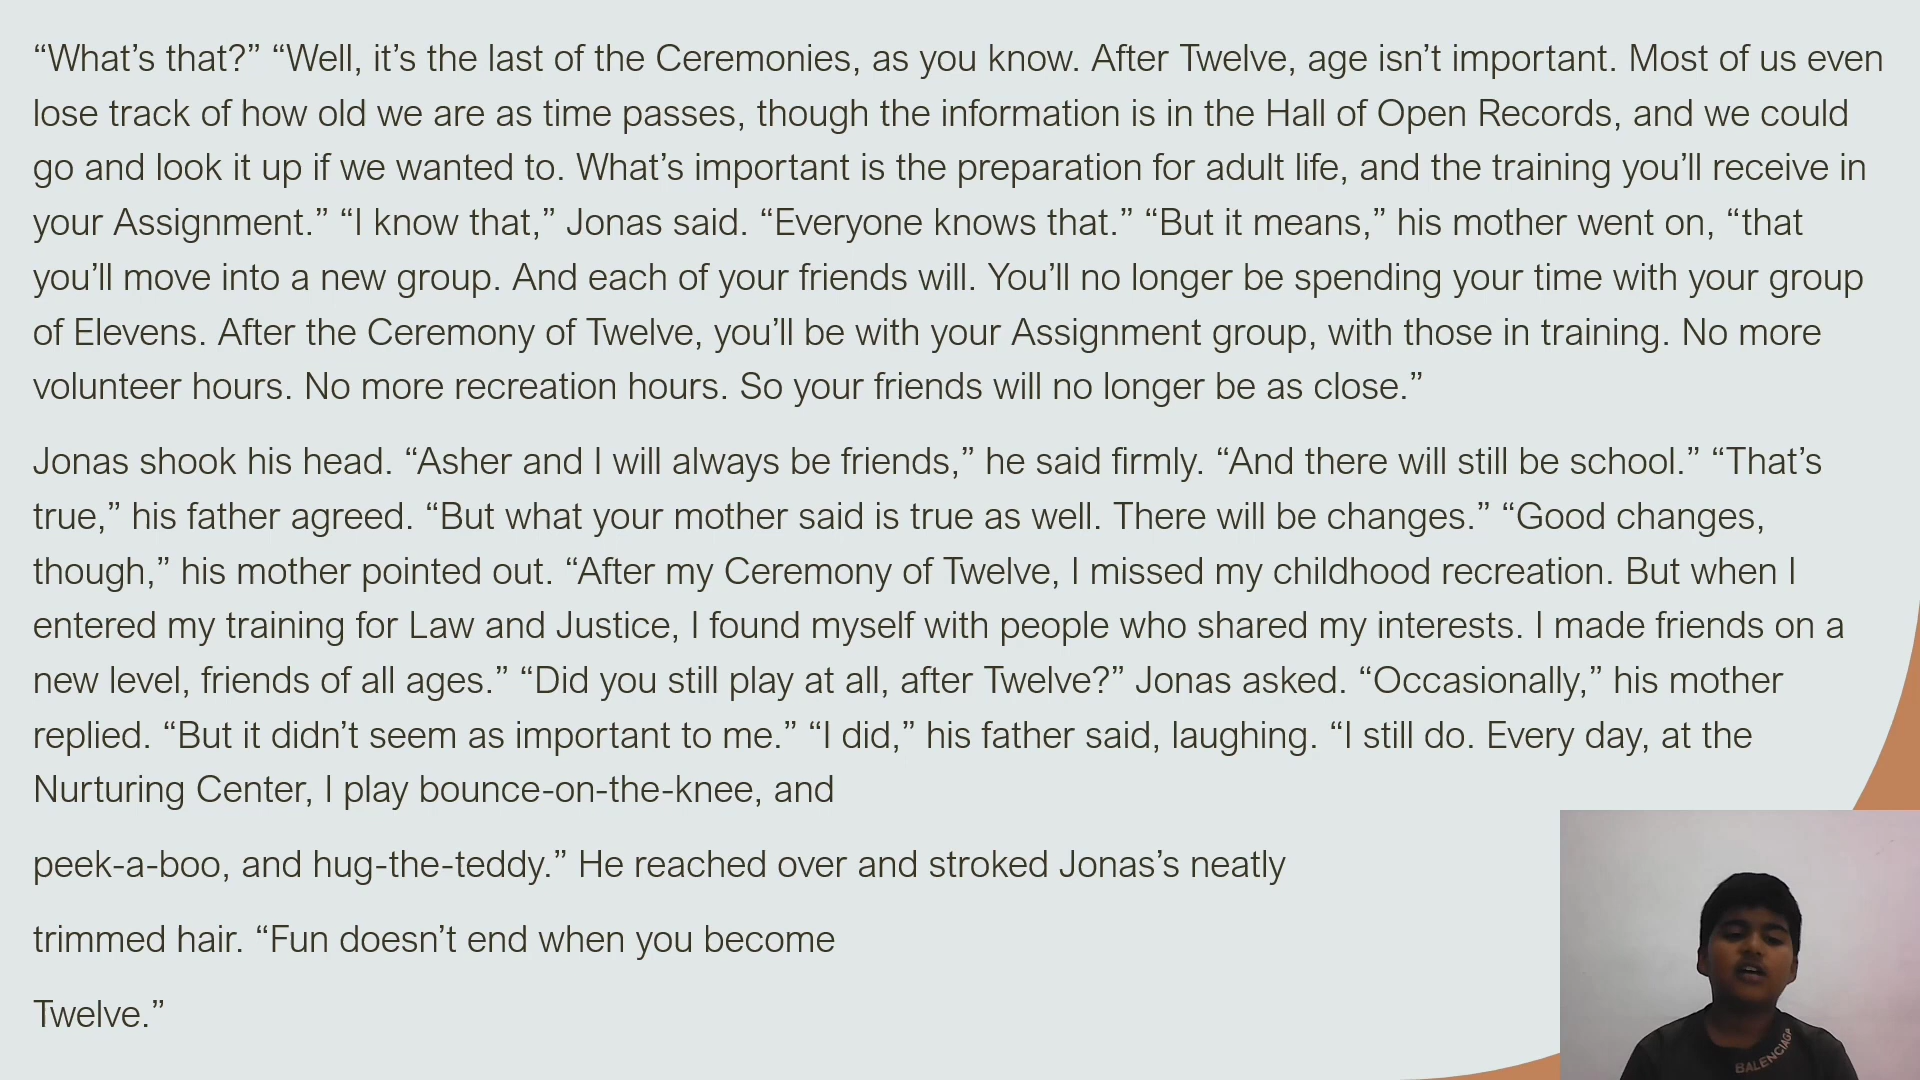 “What’s that?” “Well, it’s the last of the Ceremonies, as you know. After Twelve, age isn’t important. Most of us even
lose track of how old we are as time passes, though the information is in the Hall of Open Records, and we could
go and look it up if we wanted to. What’s important is the preparation for adult life, and the training you’ll receive in
your Assignment.” “I know that,” Jonas said. “Everyone knows that.” “But it means,” his mother went on, “that
you’ll move into a new group. And each of your friends will. You’ll no longer be spending your time with your group
of Elevens. After the Ceremony of Twelve, you’ll be with your Assignment group, with those in training. No more
volunteer hours. No more recreation hours. So your friends will no longer be as close.”
Jonas shook his head. “Asher and I will always be friends,” he said firmly. “And there will still be school.” “That’s
true,” his father agreed. “But what your mother said is true as well. There will be changes.” “Good changes,
though,” his mother pointed out. “After my Ceremony of Twelve, I missed my childhood recreation. But when I
entered my training for Law and Justice, I found myself with people who shared my interests. I made friends on a
new level, friends of all ages.” “Did you still play at all, after Twelve?” Jonas asked. “Occasionally,” his mother
replied. “But it didn’t seem as important to me.” “I did,” his father said, laughing. “I still do. Every day, at the
Nurturing Center, I play bounce-on-the-knee, and
peek-a-boo, and hug-the-teddy.” He reached over and stroked Jonas’s neatly
trimmed hair. “Fun doesn’t end when you become
Twelve.”
BALENCIAGA